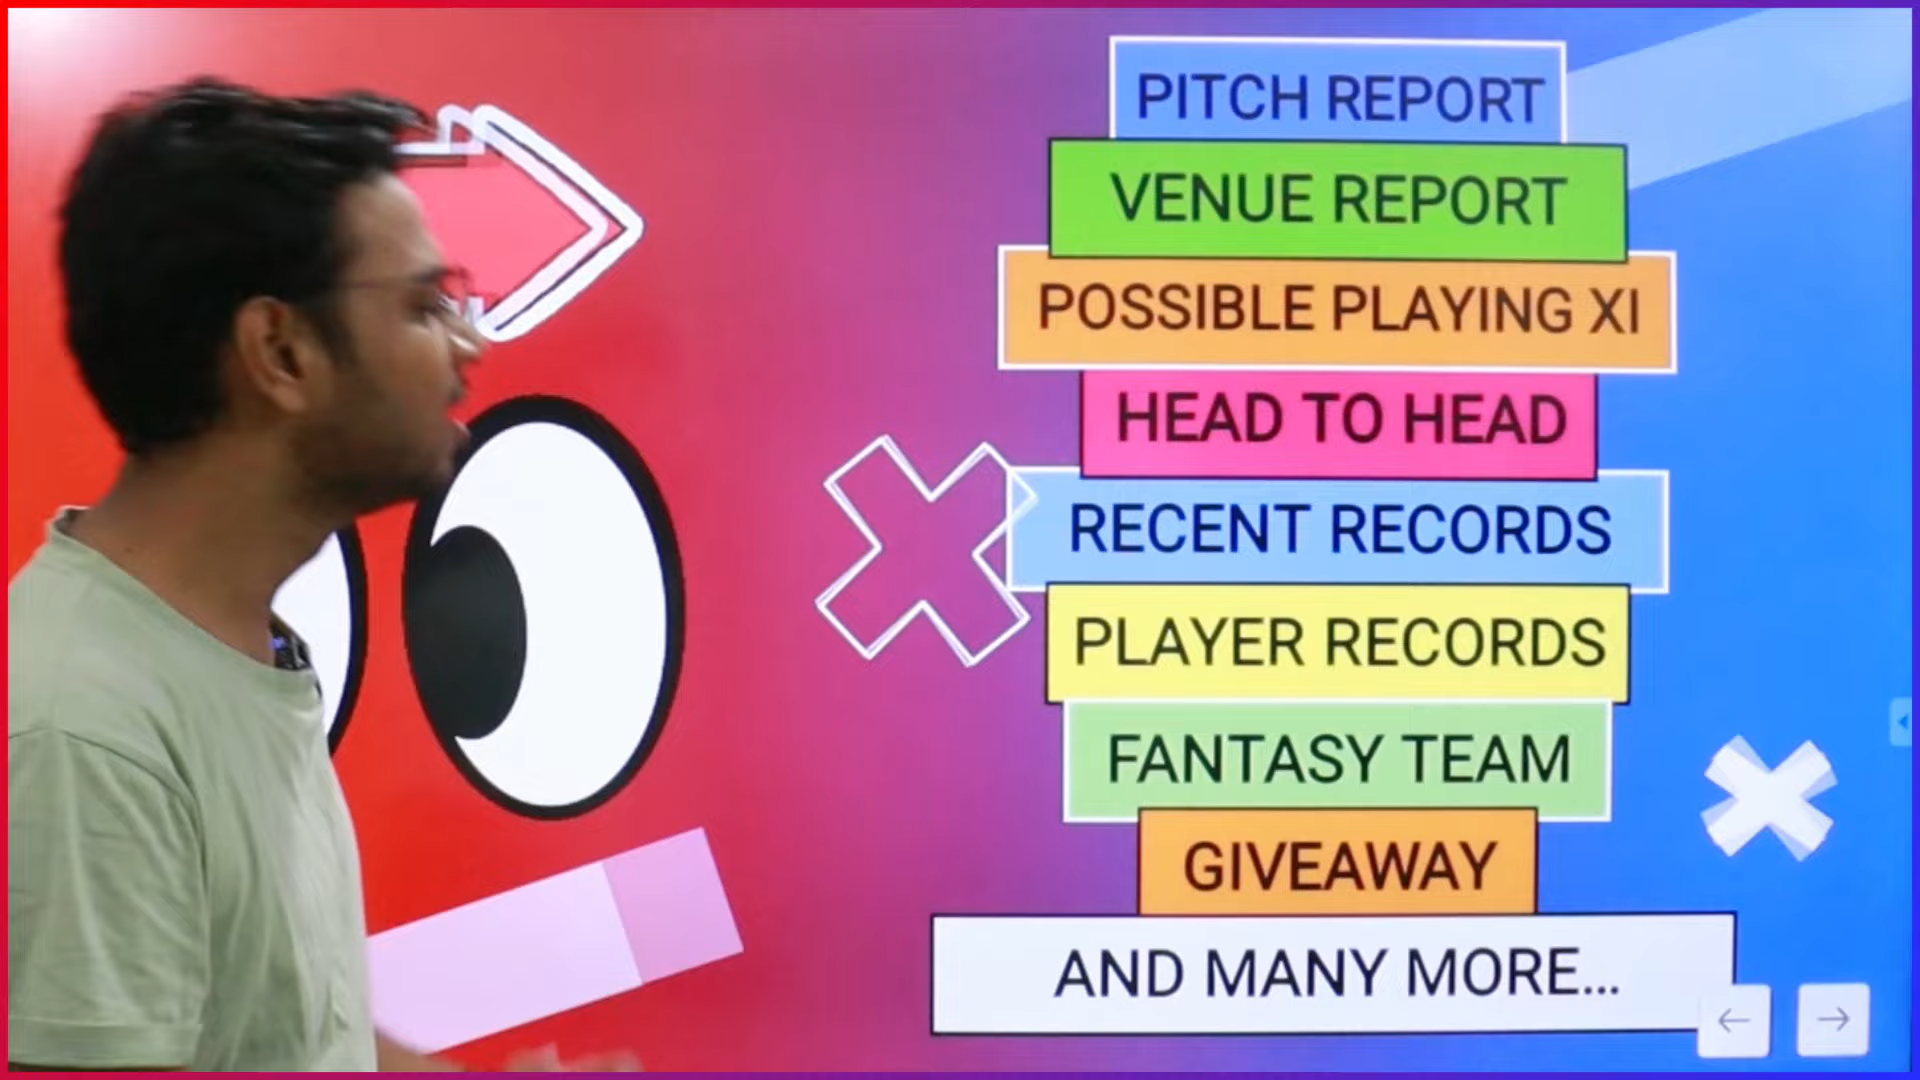 PITCH REPORT
VENUE REPORT
POSSIBLE PLAYING XI
HEAD TO HEAD
RECENT RECORDS
PLAYER RECORDS
FANTASY TEAM
GIVEAWAY
AND MANY MORE...